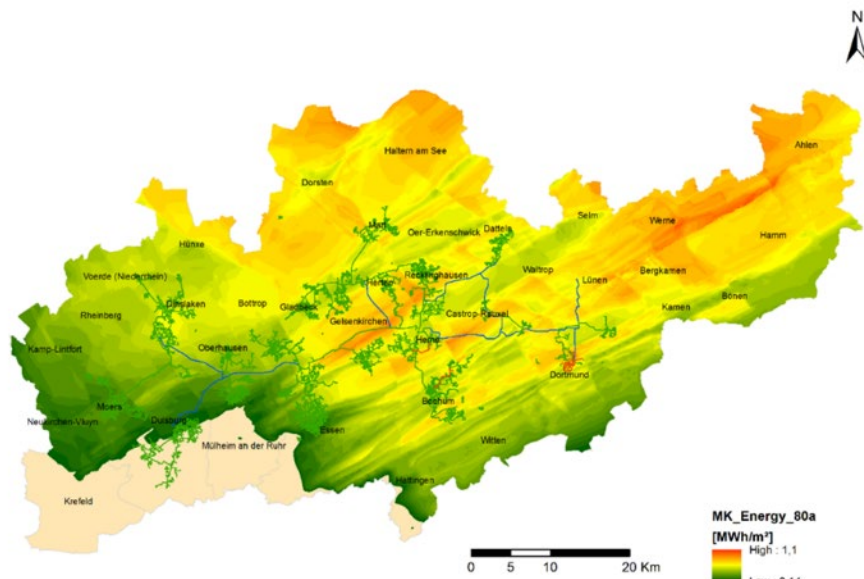 N
Ahlen
Haltern am See
Dorsten
Selm
Werne
Marl
Oer-Erkenschwick
Datteln
Hamm
Hünxe
Waltrop
Bergkamen
Voerde (Niederrhein)
Herten
Recklinghausen
Lünen
Bönen
Dinslaken
Bottrop
Gladbeck
Kamen
Rheinberg
Gelsenkirchen
Castrop-Rauxel
Kamp-Lintfort
Oberhausen
Herne
Dortmund
Moers
Bochum
Neukirchen-Vluyn
Duisburg
Essen
Witten
Mülheim an der Ruhr
Hattingen
Krefeld
MK_Energy_80a
[MWh/m²]
High : 1,1
0 5 10 20 Km